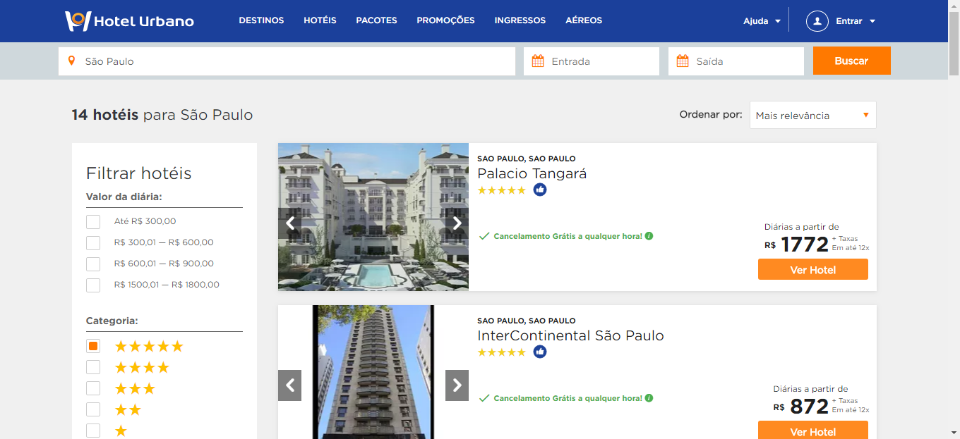 Hotel Urbano
DESTINOS HOTÉIS PACOTES PROMOÇÕES INGRESSOS AÉREOS
Ajuda
Entrar
São Paulo
Entrada
Saída
Buscar
14 hotéis para São Paulo
Ordenar por:
Mais relevância
Filtrar hotéis
Valor da diária:
Até R$ 300,00
R$ 300,01 — R$ 600,00
R$ 600,01 — R$ 900,00
R$ 1500,01 — R$ 1800,00
Categoria:
SAO PAULO, SAO PAULO
Palacio Tangará
Cancelamento Grátis a qualquer hora!
Diárias a partir de
R$ 1772 + Taxas
Em até 12x
Ver Hotel
SAO PAULO, SAO PAULO
InterContinental São Paulo
Cancelamento Grátis a qualquer hora!
Diárias a partir de
R$ 872 + Taxas
Em até 12x
Ver Hotel